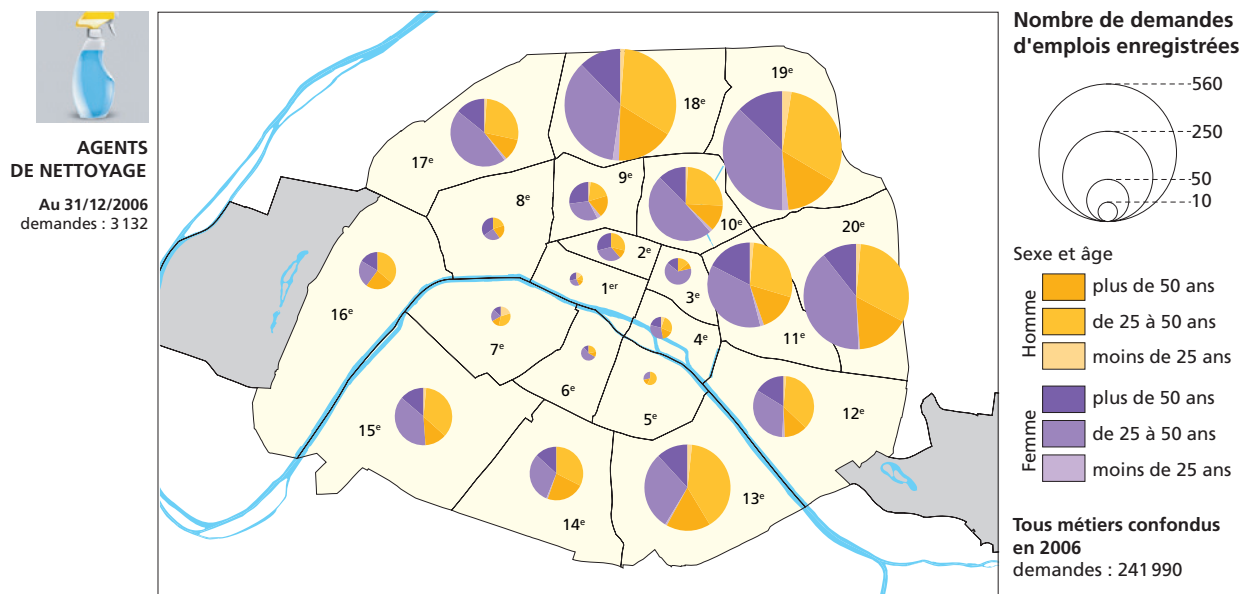 AGENTS
DE NETTOYAGE
Au 31/12/2006
demandes : 3 132
17e
18e
19e
8e
9e
10e
20e
2e
1er
3e
16e
7e
4e
11e
6e
5e
12e
15e
14e
13e
Nombre de demandes
d'emplois enregistrées
560
250
50
10
Sexe et âge
Homme
plus de 50 ans
de 25 à 50 ans
moins de 25 ans
Femme
plus de 50 ans
de 25 à 50 ans
moins de 25 ans
Tous métiers confondus
en 2006
demandes : 241 990